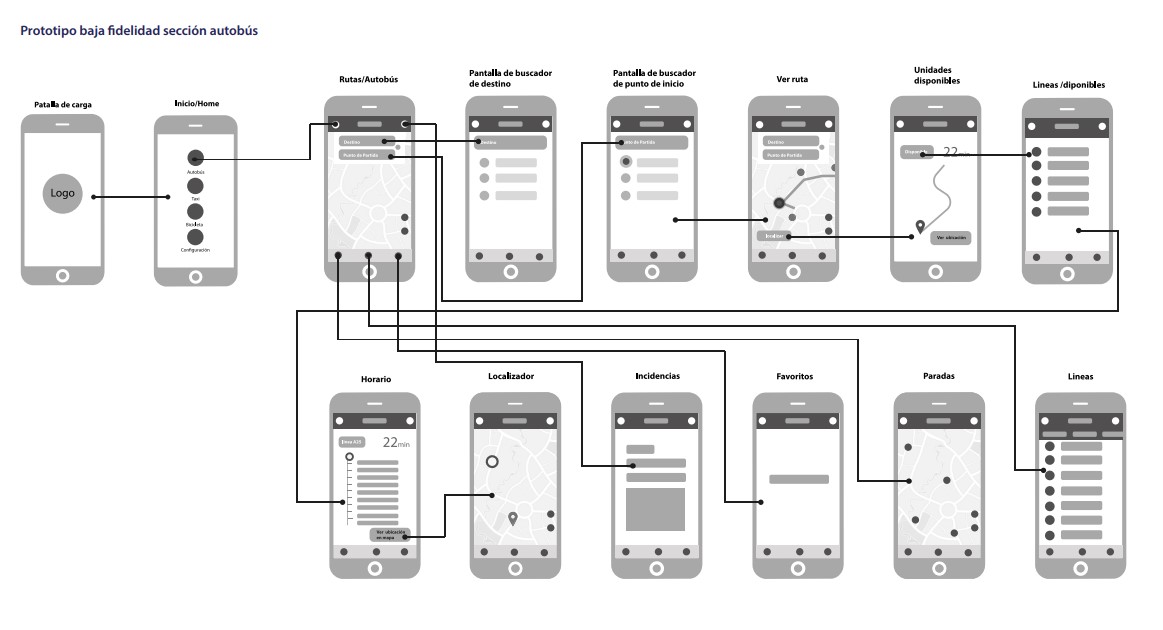 Prototipo baja fidelidad sección autobús
Patalla de carga
Inicio/Home
Rutas/Autobús
Pantalla de buscador
de destino
Pantalla de buscador
de punto de inicio
Ver ruta
Unidades
disponibles
Lineas /diponibles
Logo
Autobús
Taxi
Bicicleta
Configuración
Destino
Punto de Partida
Destino
de Partida
Destino
Punto de Partida
22min
Ver ubicación
Horario
Localizador
Incidencias
Favoritos
Paradas
Lineas
22min
Ver ubicación
en mapa